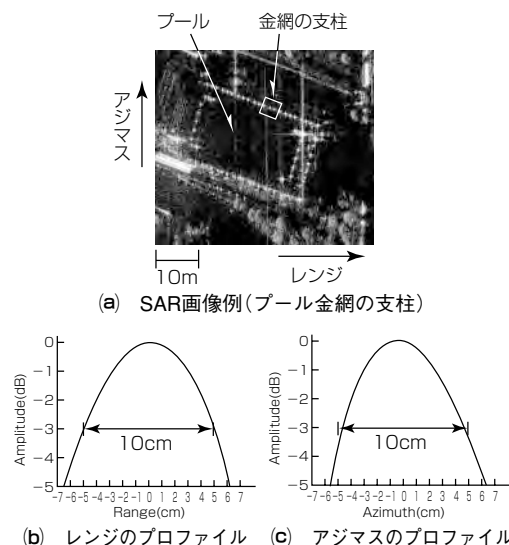 プール 金網の支柱
アジマス
10m レンジ
(a) SAR画像例(プール金網の支柱)
0
−1
−2
−3
−4
−5
Amplitude(dB)
10cm
−7 −6 −5 −4 −3 −2 −1 0 1 2 3 4 5 6 7
Range(cm)
(b) レンジのプロファイル
0
−1
−2
−3
−4
−5
Amplitude(dB)
10cm
−7 −6 −5 −4 −3 −2 −1 0 1 2 3 4 5 6 7
Azimuth(cm)
(c) アジマスのプロファイル